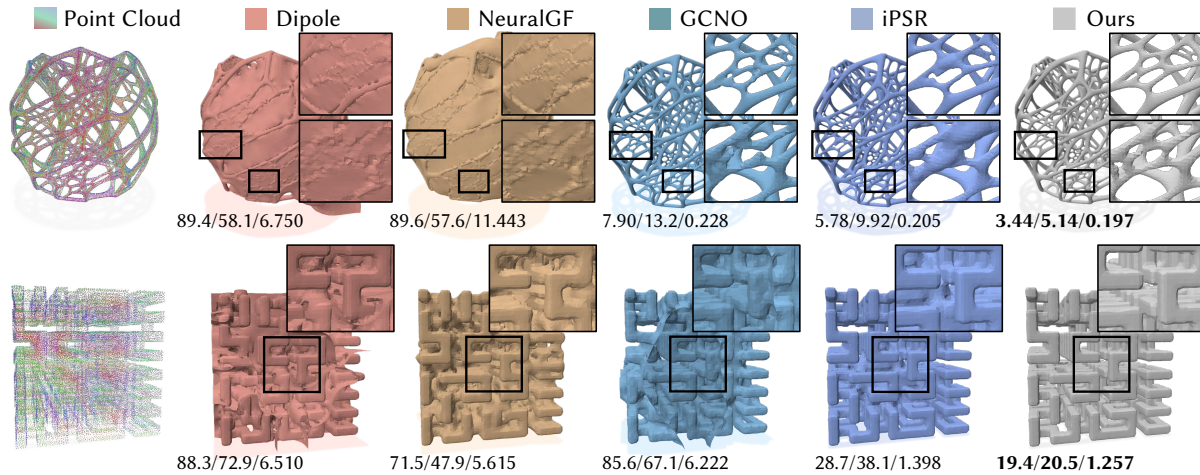 Point Cloud Dipole NeuralGF GCNO iPSR Ours
89.4/58.1/6.750 89.6/57.6/11.443 7.90/13.2/0.228 5.78/9.92/0.205 3.44/5.14/0.197
88.3/72.9/6.510 71.5/47.9/5.615 85.6/67.1/6.222 28.7/38.1/1.398 19.4/20.5/1.257